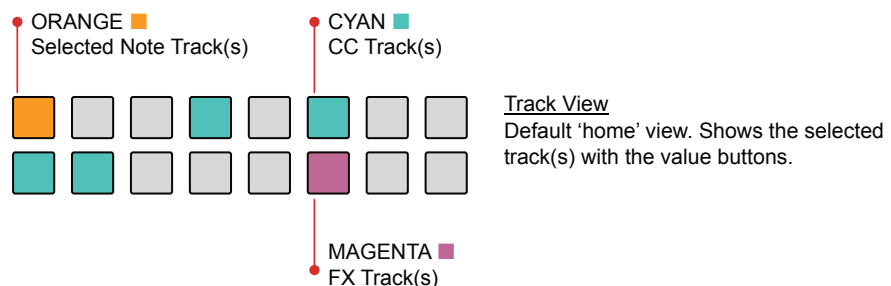 ORANGE
Selected Note Track(s)
CYAN
CC Track(s)
Track View
Default ‘home’ view. Shows the selected
track(s) with the value buttons.
MAGENTA
FX Track(s)